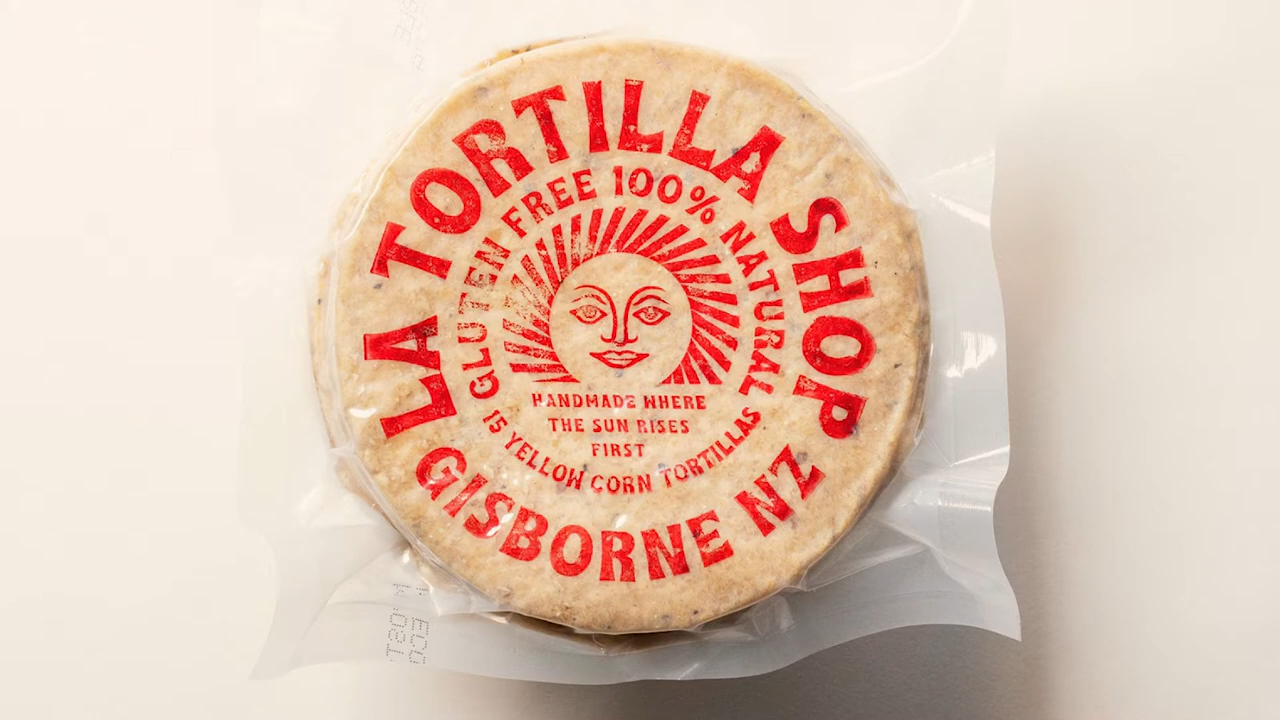 LA TORTILLA SHOP
GLUTEN FREE 100% NATURAL
HANDMADE WHERE
THE SUN RISES
FIRST
15 YELLOW CORN TORTILLAS
GISBORNE NZ